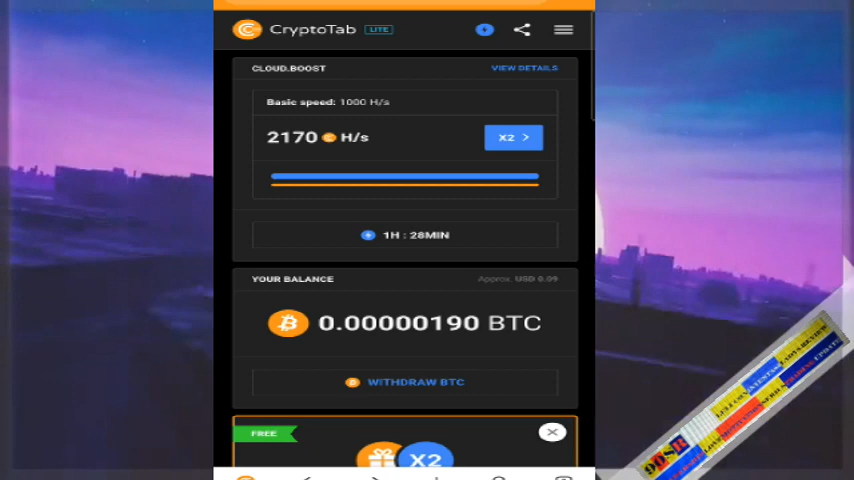 CryptoTab LITE
CLOUD.BOOST VIEW DETAILS
Basic speed: 1000 H/s
2170 H/s X2 >
1H : 28MIN
YOUR BALANCE Approx. USD 0.09
0.00000190 BTC
WITHDRAW BTC
FREE
X2
90SR